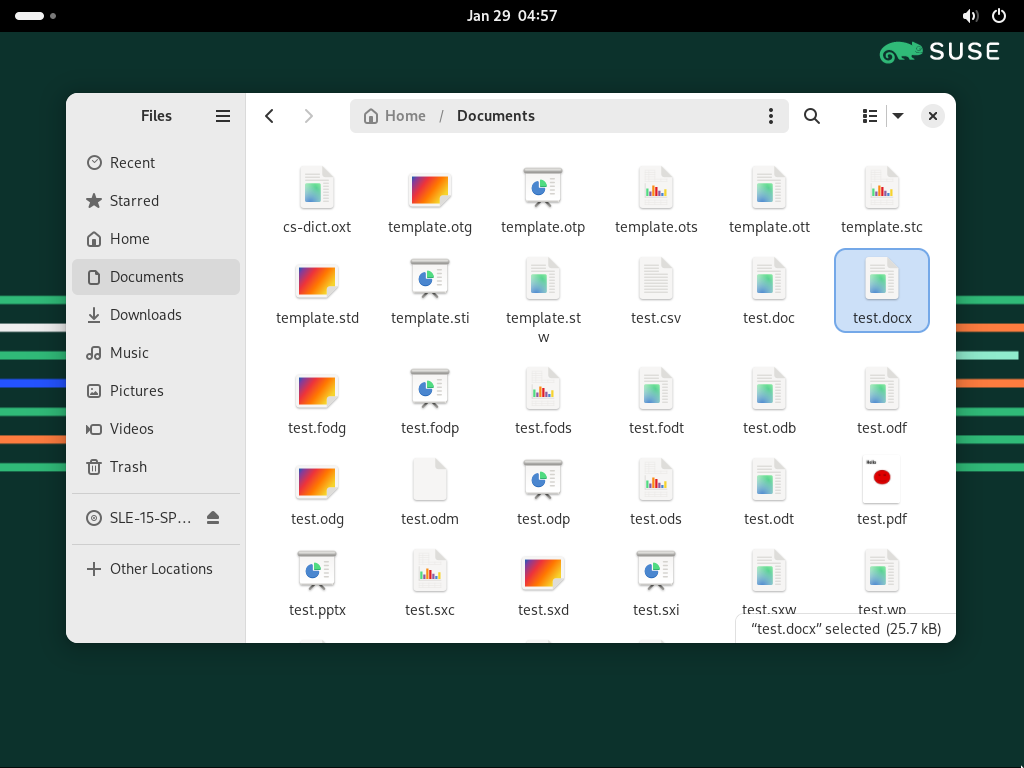 Jan 29 04:57
SUSE
Files
Home / Documents
Recent
Starred
Home
Documents
Downloads
Music
Pictures
Videos
Trash
SLE-15-SP…
Other Locations
cs-dict.oxt
template.otg
template.otp
template.ots
template.ott
template.stc
template.std
template.sti
template.st
w
test.csv
test.doc
test.docx
test.fodg
test.fodp
test.fods
test.fodt
test.odb
test.odf
test.odg
test.odm
test.odp
test.ods
test.odt
Hello
test.pdf
test.pptx
test.sxc
test.sxd
test.sxi
test.sxw
test.wp
“test.docx” selected (25.7 kB)